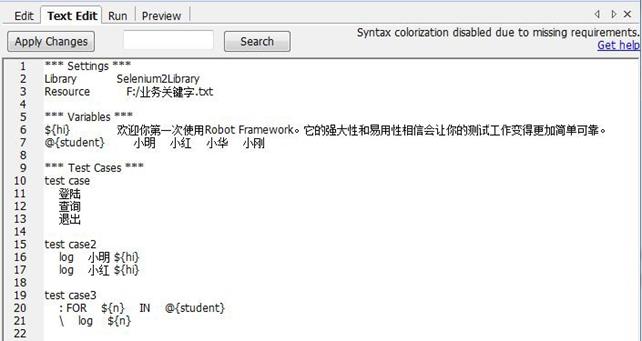 Edit Text Edit Run Preview
Apply Changes Search Syntax colorization disabled due to missing requirements.
Get help
1 *** Settings ***
2 Library Selenium2Library
3 Resource F:/业务关键字.txt
4
5 *** Variables ***
6 ${hi} 欢迎你第一次使用Robot Framework。它的强大性和易用性相信会让你的测试工作变得更加简单可靠。
7 @{student} 小明 小红 小华 小刚
8
9 *** Test Cases ***
10 test case
11 登陆
12 查询
13 退出
14
15 test case2
16 log 小明 ${hi}
17 log 小红 ${hi}
18
19 test case3
20 : FOR ${n} IN @{student}
21 \ log ${n}
22